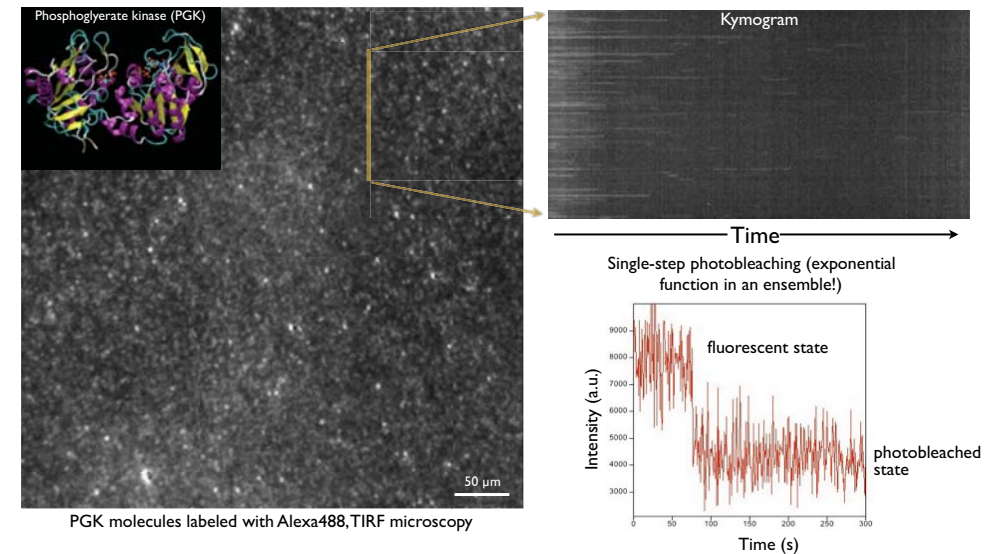 Phosphoglyerate kinase (PGK)
50 µm
PGK molecules labeled with Alexa488, TIRF microscopy
Kymogram
Time
Single-step photobleaching (exponential
function in an ensemble!)
Intensity (a.u.)
9000
8000
7000
6000
5000
4000
3000
fluorescent state
photobleached
state
0
50
100
150
200
250
300
Time (s)